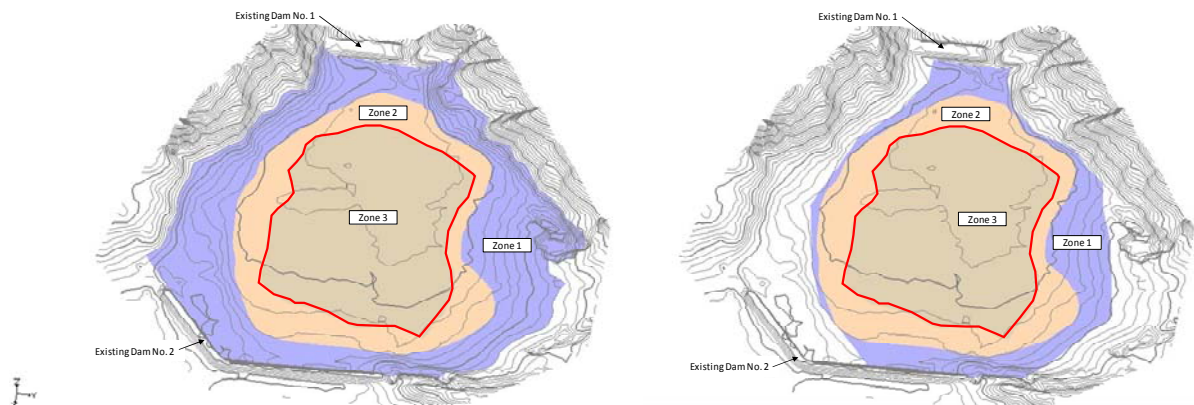 Existing Dam No. 1
Zone 2
Zone 3
Zone 1
Existing Dam No. 2
Z
Y
Existing Dam No. 1
Zone 2
Zone 3
Zone 1
Existing Dam No. 2